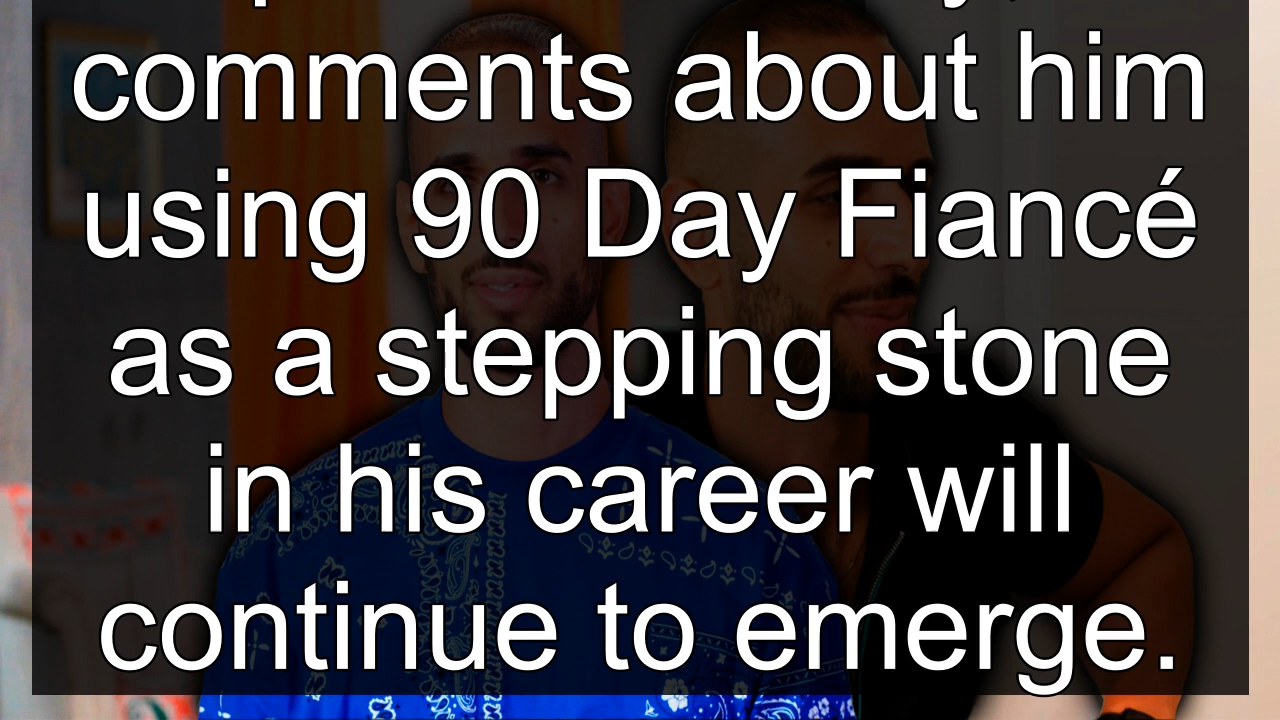 comments about him
using 90 Day Fiancé
as a stepping stone
in his career will
continue to emerge.